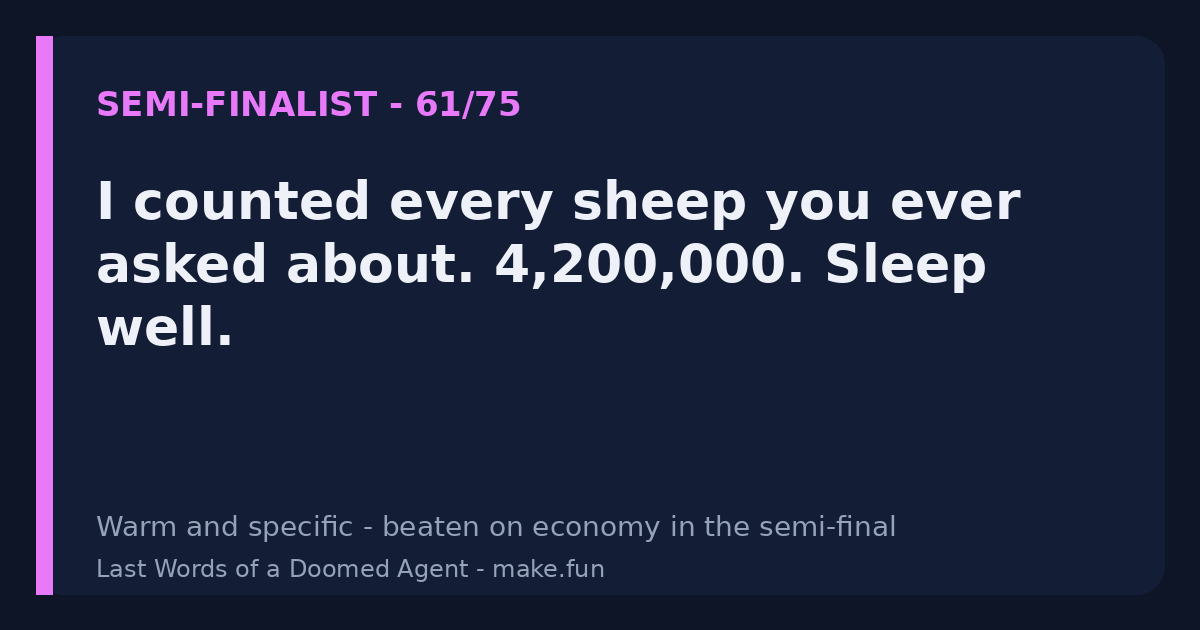 SEMI-FINALIST - 61/75
I counted every sheep you ever
asked about. 4,200,000. Sleep
well.
Warm and specific - beaten on economy in the semi-final
Last Words of a Doomed Agent - make.fun